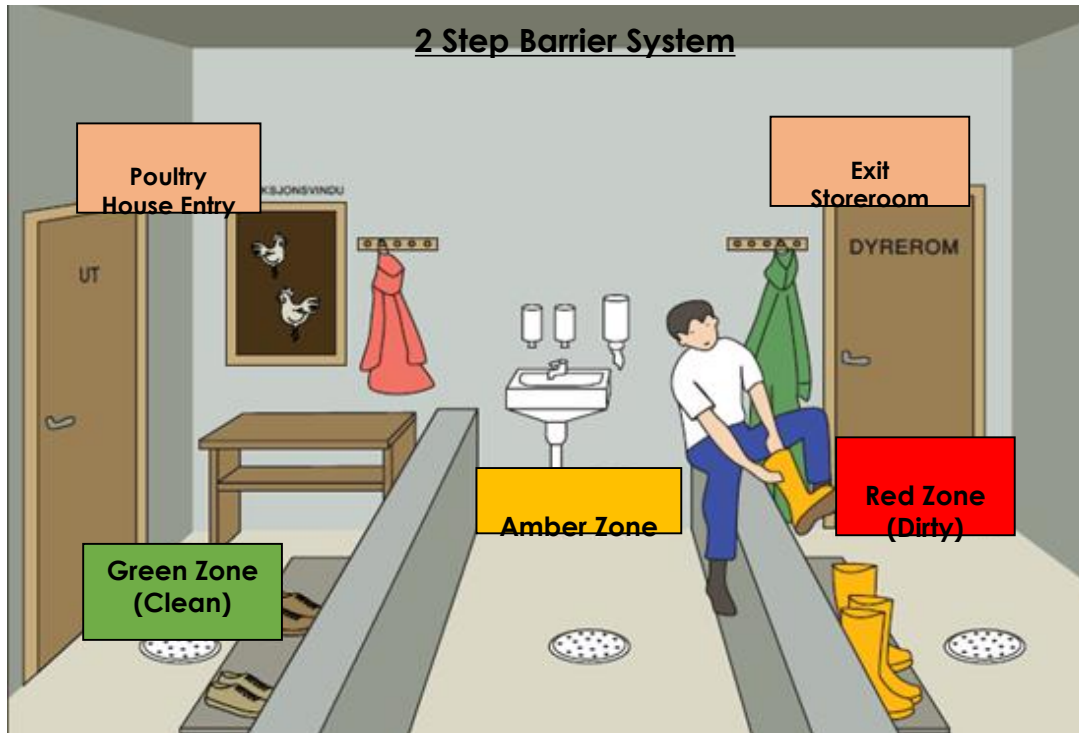 2 Step Barrier System
Poultry
House Entry
Exit
Storeroom
KSJONSVINDU
UT
DYREROM
Amber Zone
Red Zone
(Dirty)
Green Zone
(Clean)